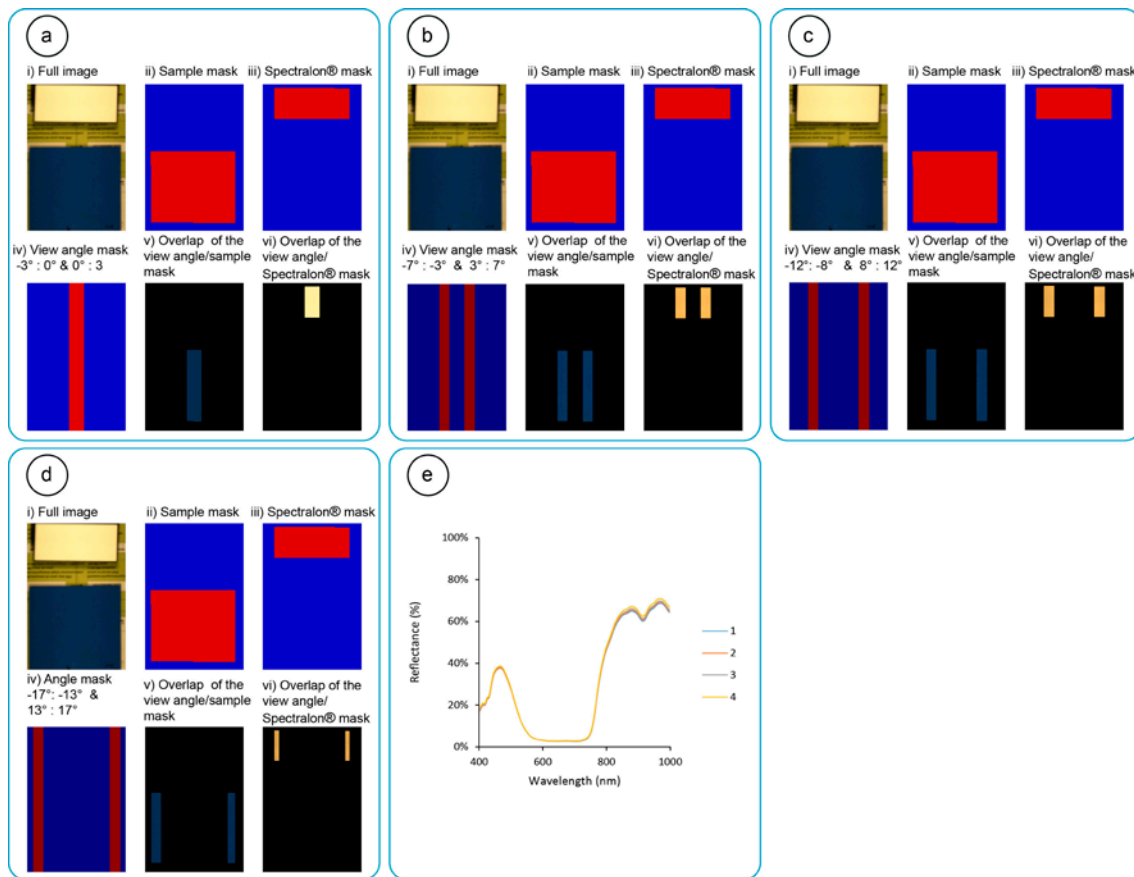 a
i) Full image
ii) Sample mask
iii) Spectralon® mask
iv) View angle mask
-3° : 0° & 0° : 3
v) Overlap of the
view angle/sample
mask
vi) Overlap of the
view angle/
Spectralon® mask
b
i) Full image
ii) Sample mask
iii) Spectralon® mask
iv) View angle mask
-7° : -3° & 3° : 7°
v) Overlap of the
view angle/sample
mask
vi) Overlap of the
view angle/
Spectralon® mask
c
i) Full image
ii) Sample mask
iii) Spectralon® mask
iv) View angle mask
-12°: -8° & 8° : 12°
v) Overlap of the
view angle/sample
mask
vi) Overlap of the
view angle/
Spectralon® mask
d
i) Full image
ii) Sample mask
iii) Spectralon® mask
iv) Angle mask
-17°: -13° &
13° : 17°
v) Overlap of the
view angle/sample
mask
vi) Overlap of the
view angle/
Spectralon® mask
e
100%
80%
60%
40%
20%
0%
Reflectance (%)
400
600
800
1000
Wavelength (nm)
1
2
3
4